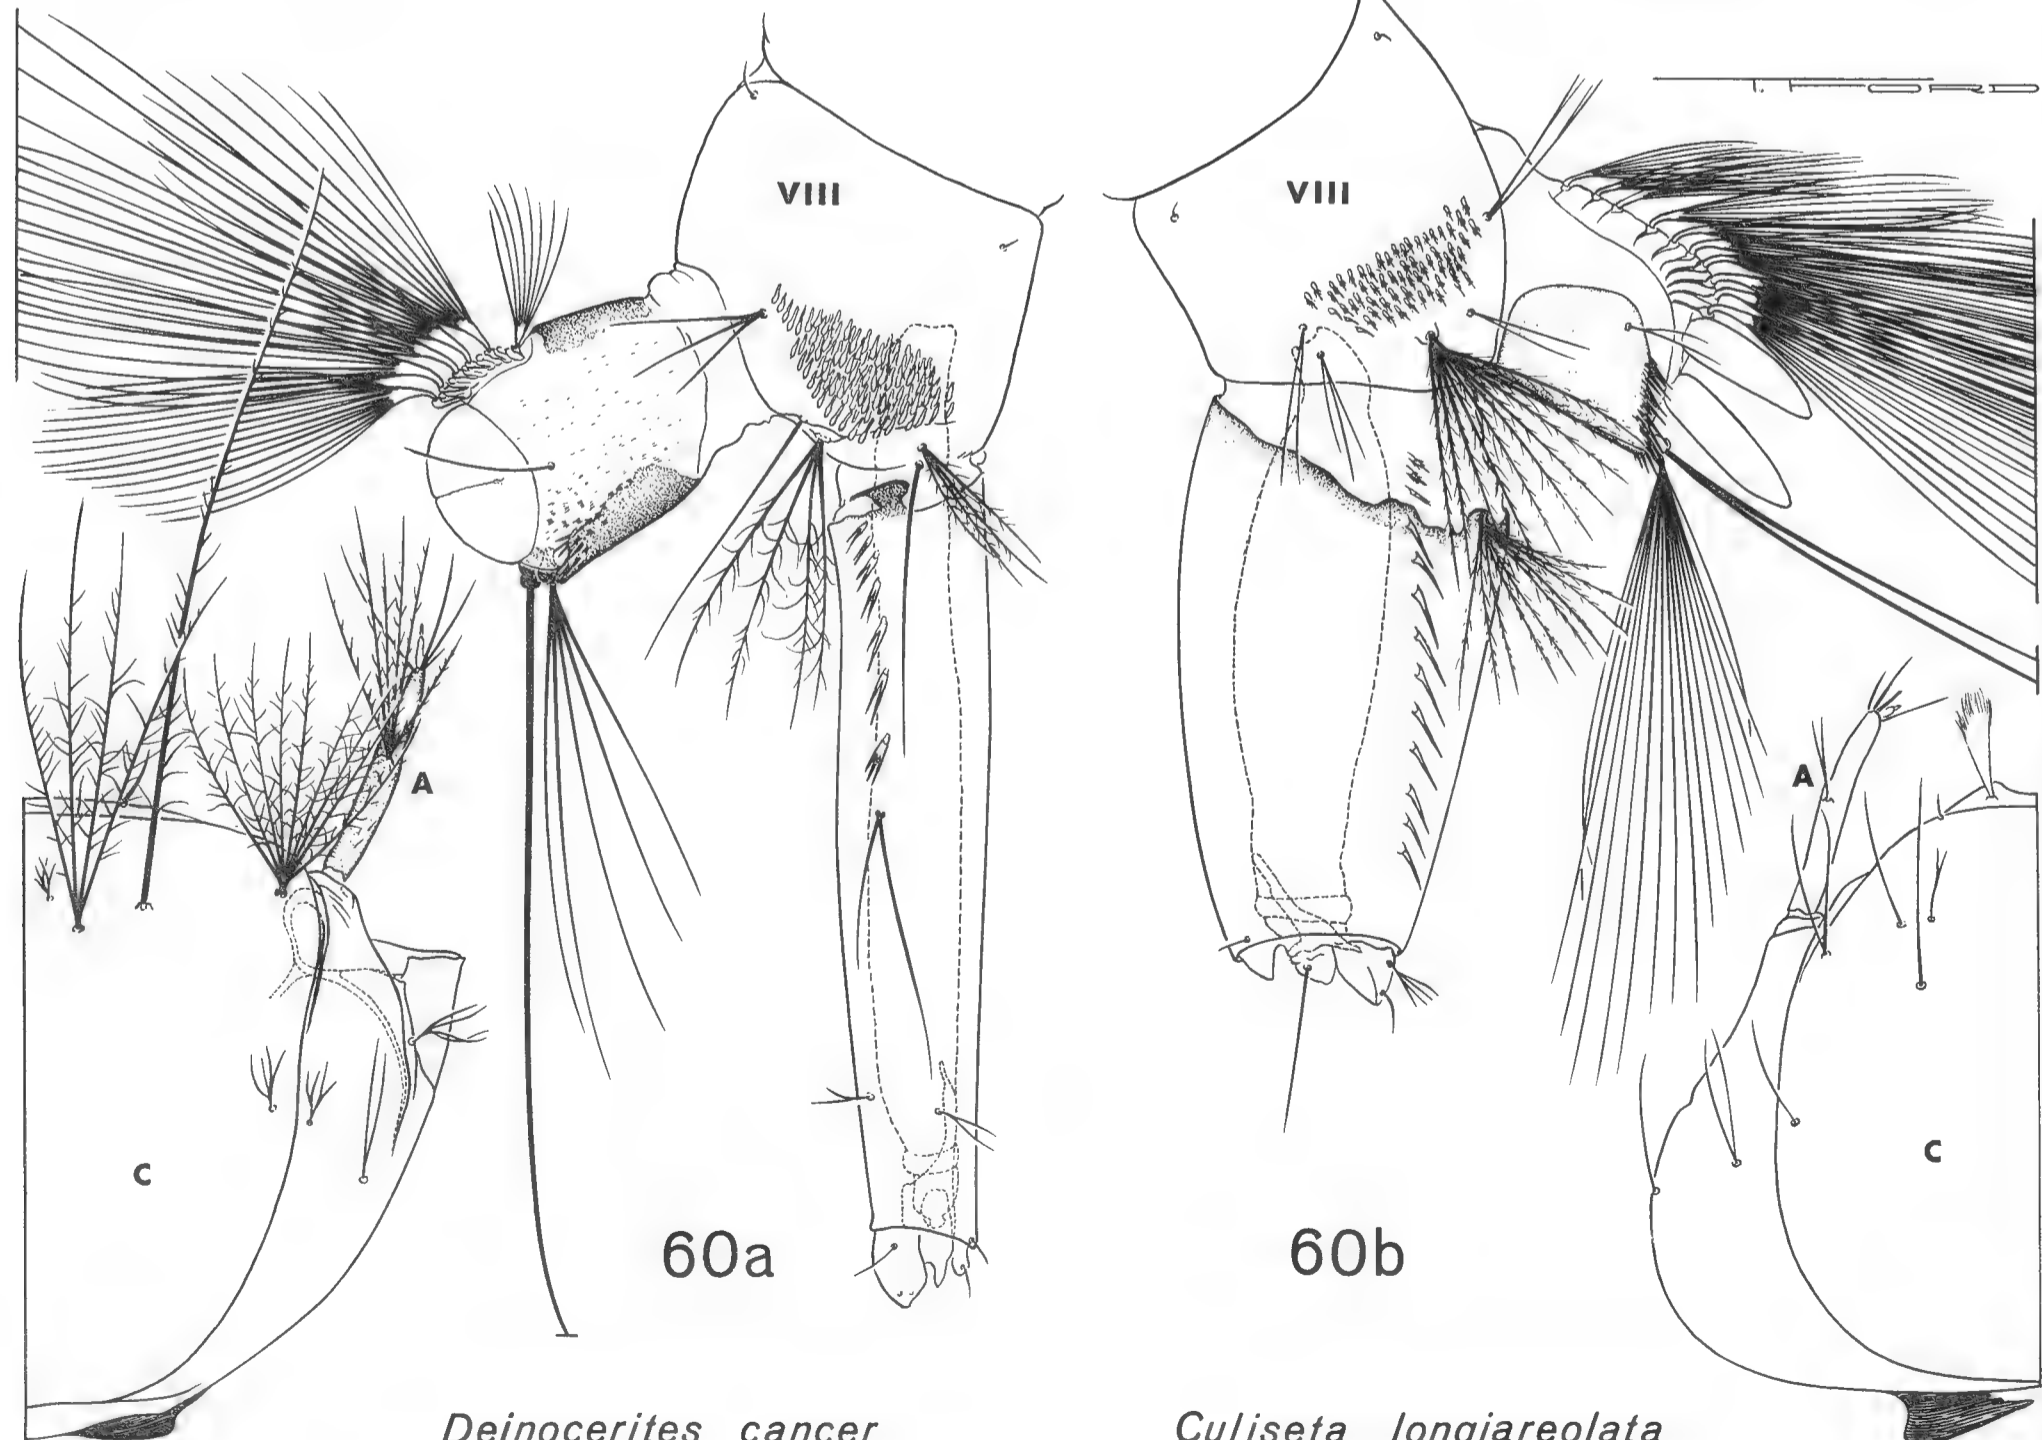 VIII VIII
A A
C C
60a 60b
Deinocerites cancer Culiseta longiareolata